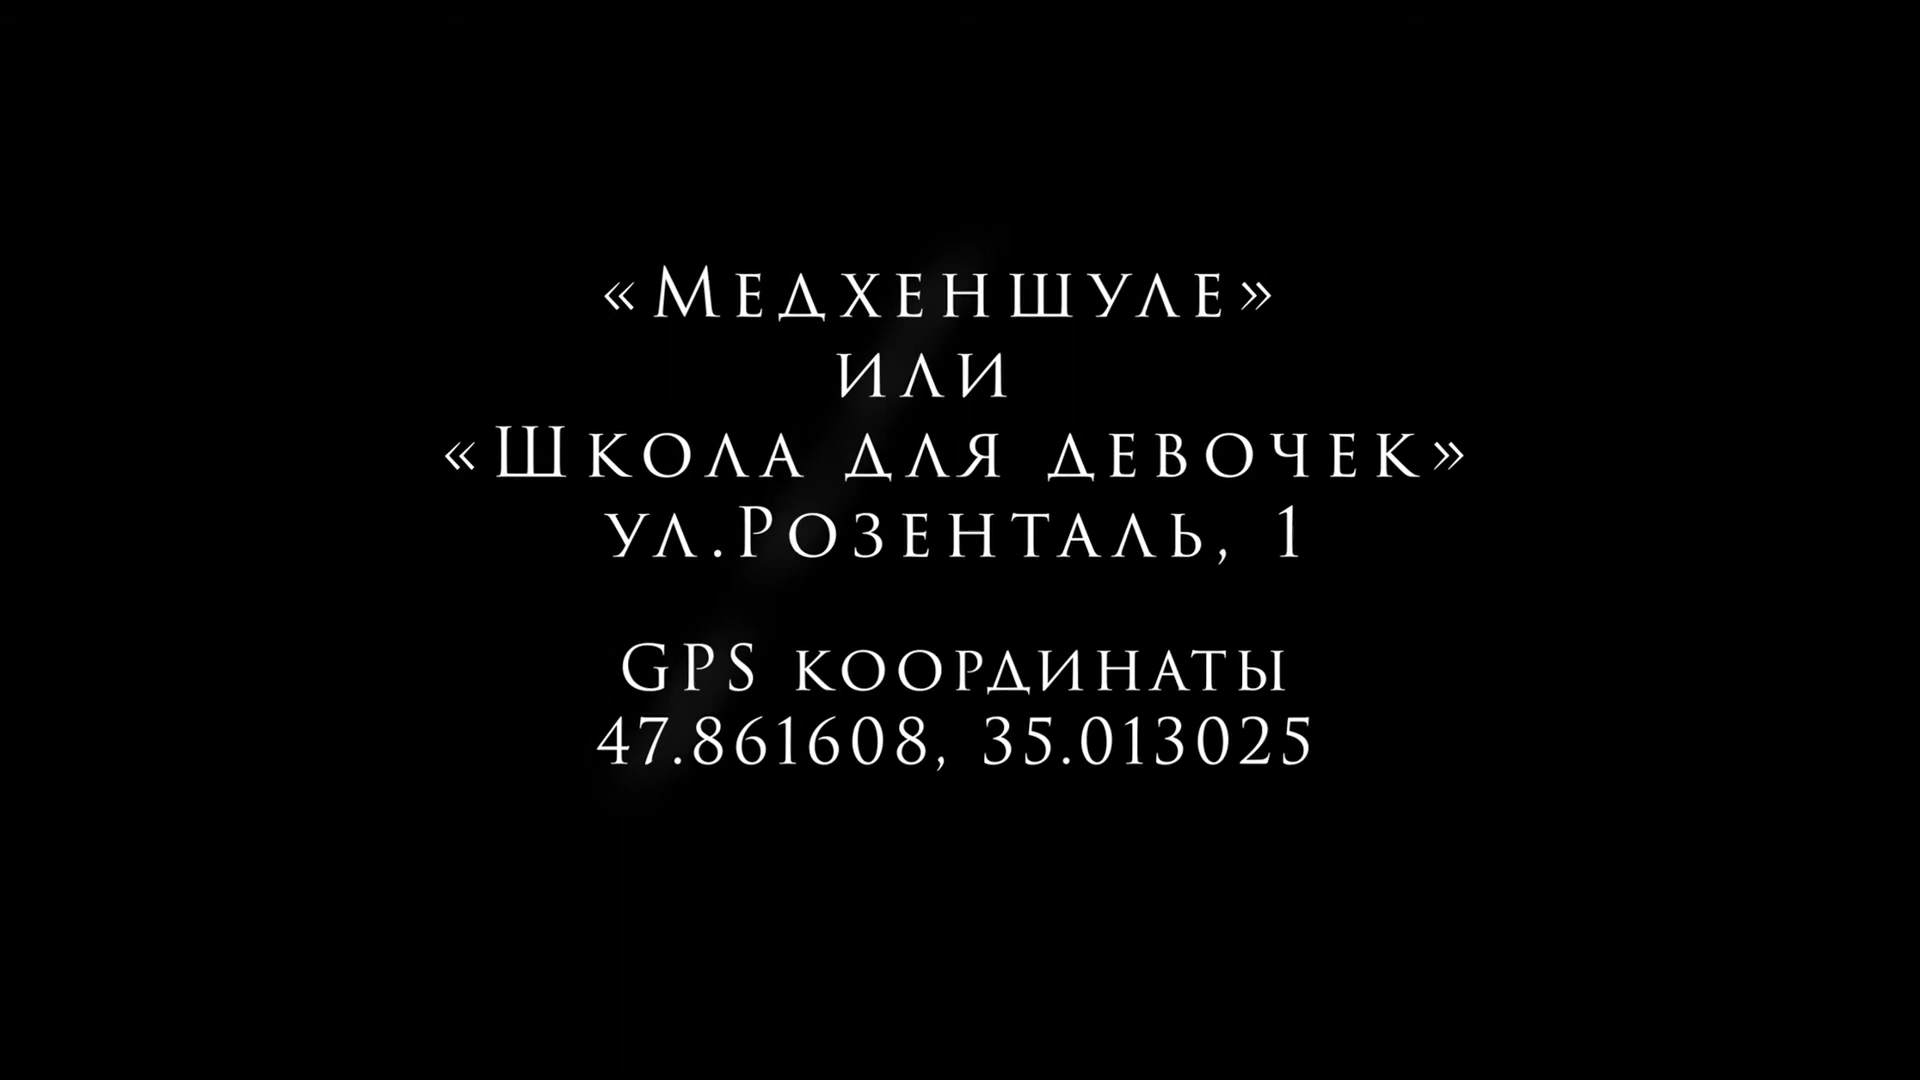 «Медхеншуле»
или
«Школа для девочек»
ул.Розенталь, 1
GPS координаты
47.861608, 35.013025